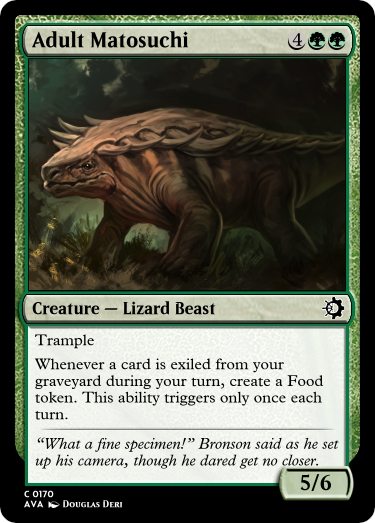 Adult Matosuchi 4
Creature — Lizard Beast
Trample
Whenever a card is exiled from your
graveyard during your turn, create a Food
token. This ability triggers only once each
turn.
“What a fine specimen!” Bronson said as he set
up his camera, though he dared get no closer.
5/6
C 0170
AVA Douglas Deri